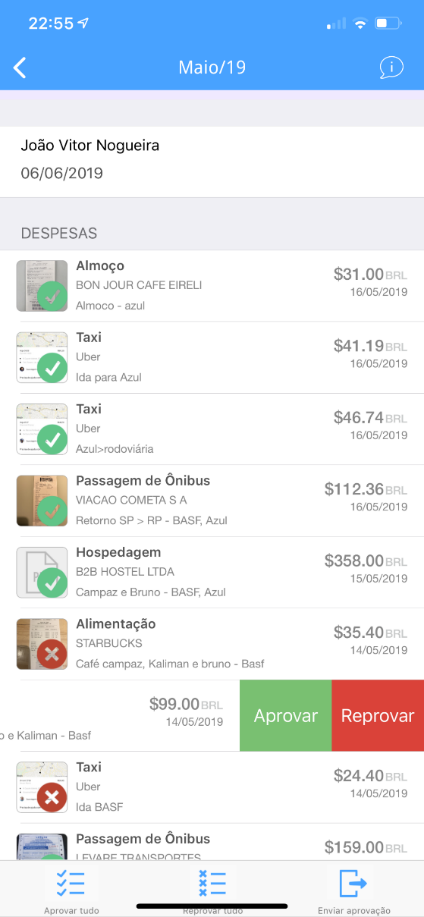 22:55
Maio/19
João Vitor Nogueira
06/06/2019
DESPESAS
Almoço
BON JOUR CAFE EIRELI
Almoco - azul
$31.00 BRL
16/05/2019
Taxi
Uber
Ida para Azul
$41.19 BRL
16/05/2019
Taxi
Uber
Azul>rodoviária
$46.74 BRL
16/05/2019
Passagem de Ônibus
VIACAO COMETA S A
Retorno SP > RP - BASF, Azul
$112.36 BRL
16/05/2019
Hospedagem
B2B HOSTEL LTDA
Campaz e Bruno - BASF, Azul
$358.00 BRL
15/05/2019
Alimentação
STARBUCKS
Café campaz, Kaliman e bruno - Basf
$35.40 BRL
14/05/2019
$99.00 BRL
14/05/2019
o e Kaliman - Basf
Aprovar
Reprovar
Taxi
Uber
Ida BASF
$24.40 BRL
14/05/2019
Passagem de Ônibus
LEVARE TRANSPORTES
$159.00 BRL
Aprovar tudo
Reprovar tudo
Enviar aprovação